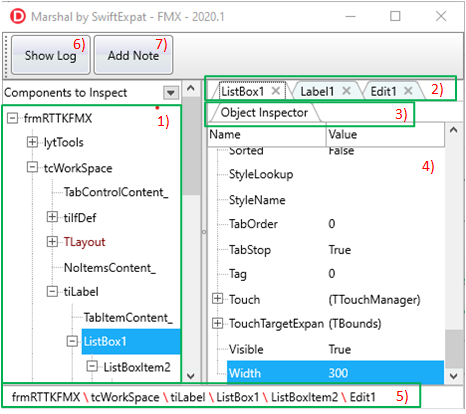 Marshal by SwiftExpat - FMX - 2020.1
6) 7)
Show Log Add Note
Components to Inspect
1)
frmRTTKFMX
lytTools
tcWorkSpace
TabControlContent_
tiIfDef
TLayout
NoItemsContent_
tiLabel
TabItemContent_
ListBox1
ListBoxItem2
ListBox1 × Label1 × Edit1 × 2)
Object Inspector 3)
Name Value
4)
Sorted False
StyleLookup
StyleName
TabOrder 0
TabStop True
Tag 0
Touch (TTouchManager)
TouchTargetExpan (TBounds)
Visible True
Width 300
frmRTTKFMX \ tcWorkSpace \ tiLabel \ ListBox1 \ ListBoxItem2 \ Edit1 5)